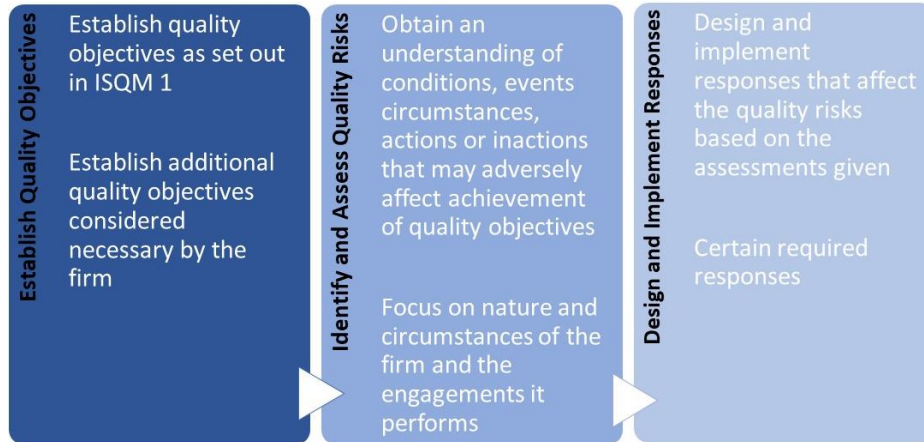 Establish Quality Objectives
Establish quality
objectives as set out
in ISQM 1
Establish additional
quality objectives
considered
necessary by the
firm
Identify and Assess Quality Risks
Obtain an
understanding of
conditions, events
circumstances,
actions or inactions
that may adversely
affect achievement
of quality objectives
Focus on nature and
circumstances of the
firm and the
engagements it
performs
Design and Implement Responses
Design and
implement
responses that affect
the quality risks
based on the
assessments given
Certain required
responses